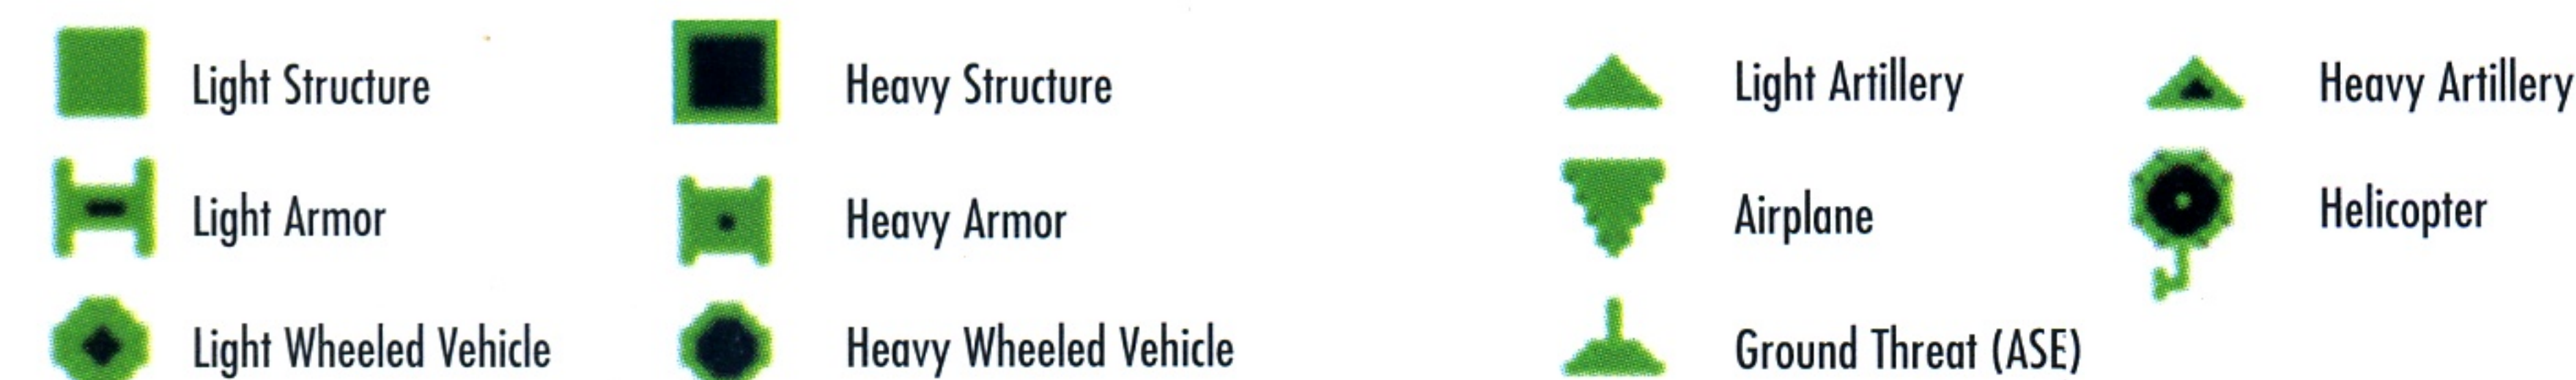 Light Structure
Heavy Structure
Light Artillery
Heavy Artillery
Light Armor
Heavy Armor
Airplane
Helicopter
Light Wheeled Vehicle
Heavy Wheeled Vehicle
Ground Threat (ASE)